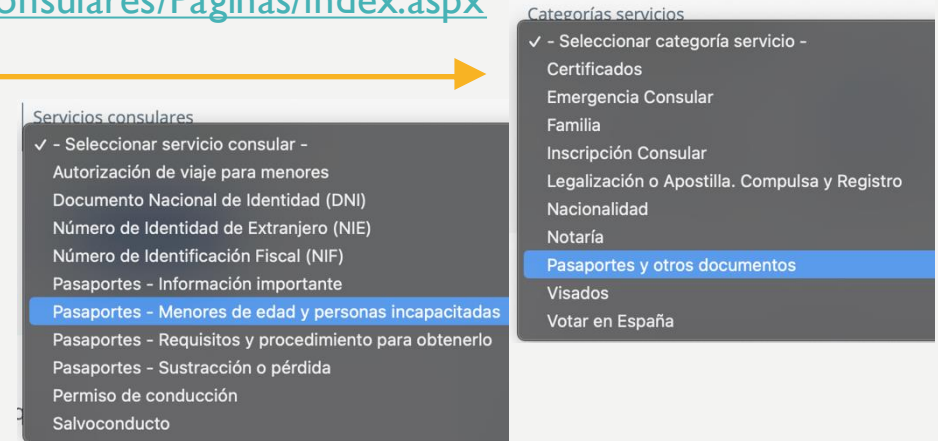 onsulares/Paginas/index.aspx
Categorías servicios
✓ - Seleccionar categoría servicio -
Certificados
Emergencia Consular
Familia
Inscripción Consular
Legalización o Apostilla. Compulsa y Registro
Nacionalidad
Notaría
Pasaportes y otros documentos
Visados
Votar en España
Servicios consulares
✓ - Seleccionar servicio consular -
Autorización de viaje para menores
Documento Nacional de Identidad (DNI)
Número de Identidad de Extranjero (NIE)
Número de Identificación Fiscal (NIF)
Pasaportes - Información importante
Pasaportes - Menores de edad y personas incapacitadas
Pasaportes - Requisitos y procedimiento para obtenerlo
Pasaportes - Sustracción o pérdida
Permiso de conducción
Salvoconducto